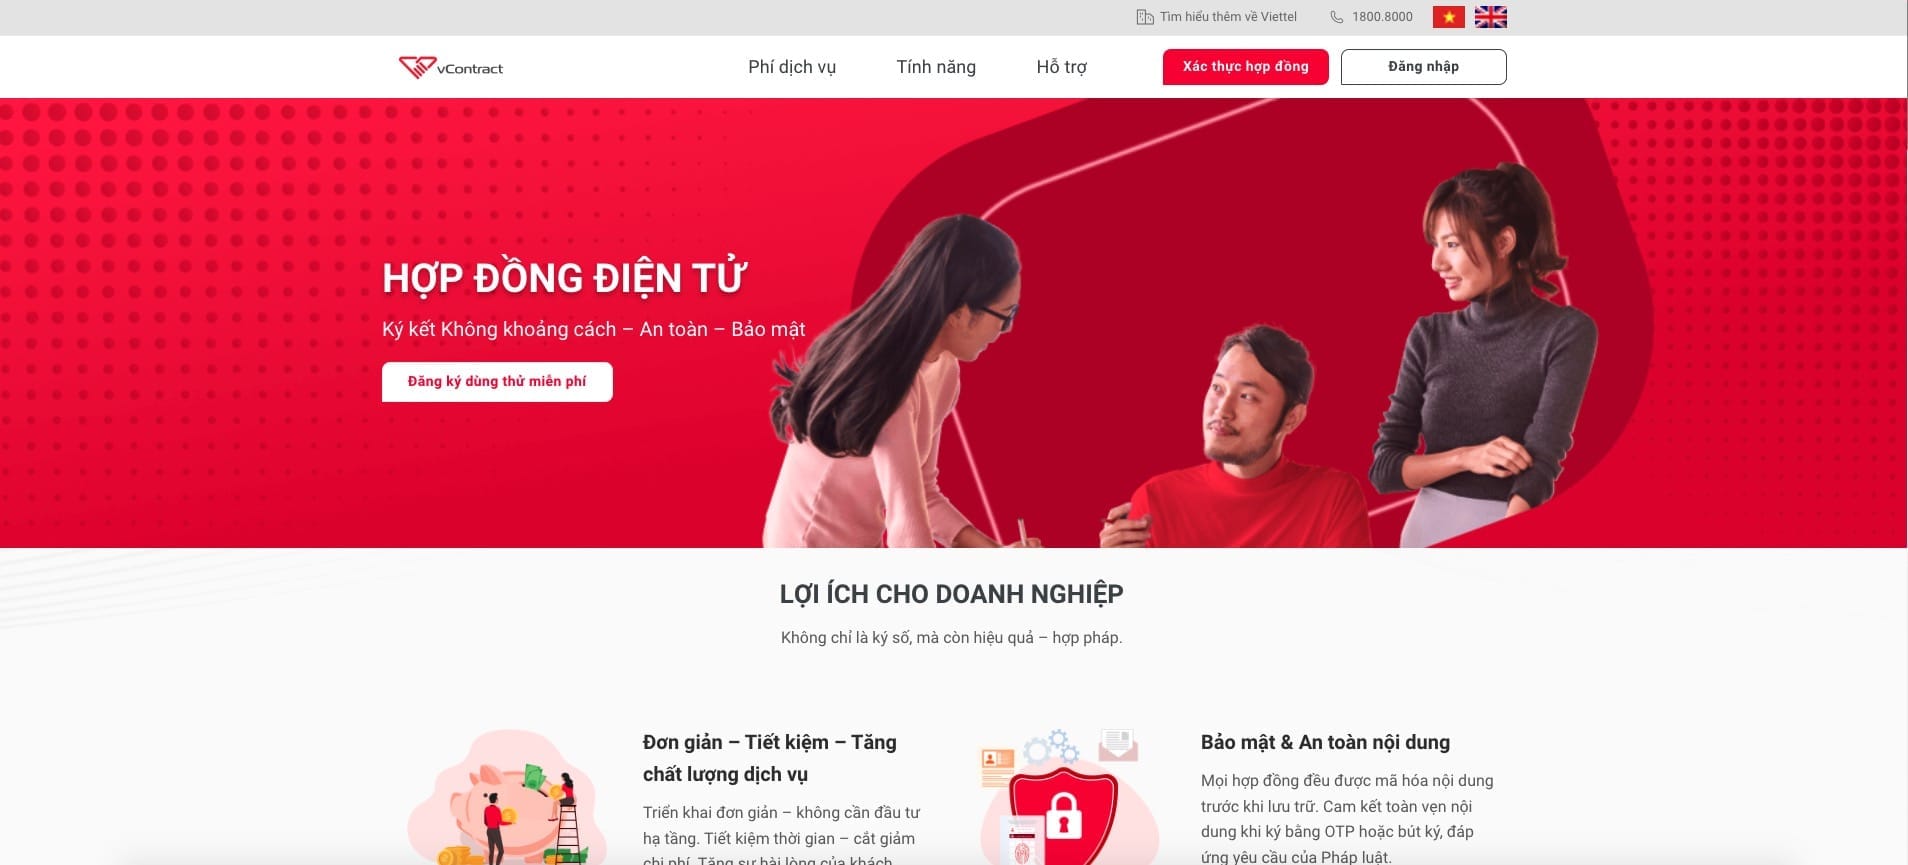 Tìm hiểu thêm về Viettel
1800.8000
vContract
Phí dịch vụ
Tính năng
Hỗ trợ
Xác thực hợp đồng
Đăng nhập
HỢP ĐỒNG ĐIỆN TỬ
Ký kết Không khoảng cách – An toàn – Bảo mật
Đăng ký dùng thử miễn phí
LỢI ÍCH CHO DOANH NGHIỆP
Không chỉ là ký số, mà còn hiệu quả – hợp pháp.
Đơn giản – Tiết kiệm – Tăng
chất lượng dịch vụ
Triển khai đơn giản – không cần đầu tư
hạ tầng. Tiết kiệm thời gian – cắt giảm
chi phí. Tăng sự hài lòng của khách
Bảo mật & An toàn nội dung
Mọi hợp đồng đều được mã hóa nội dung
trước khi lưu trữ. Cam kết toàn vẹn nội
dung khi ký bằng OTP hoặc bút ký, đáp
ứng yêu cầu của Pháp luật.